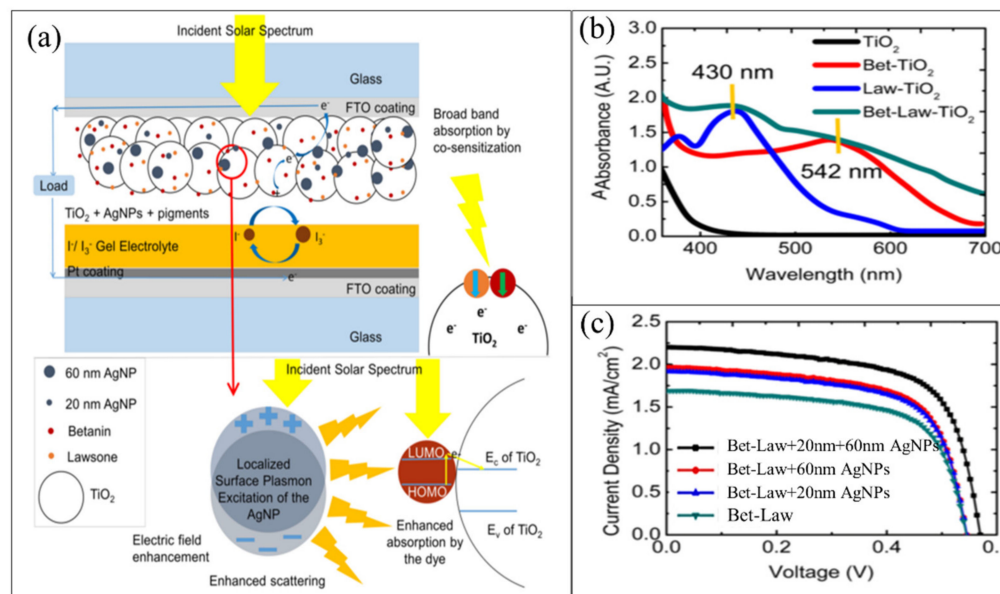 (a)
Incident Solar Spectrum
Glass
FTO coating
e⁻
e⁻
Load
TiO₂ + AgNPs + pigments
I⁻
I₃⁻
I⁻/ I₃⁻ Gel Electrolyte
Pt coating
e⁻
FTO coating
Glass
Broad band
absorption by
co-sensitization
e⁻
e⁻
e⁻
TiO₂
60 nm AgNP
20 nm AgNP
Betanin
Lawsone
TiO₂
Incident Solar Spectrum
Localized
Surface Plasmon
Excitation of the
AgNP
Electric field
enhancement
Enhanced scattering
LUMO
e⁻
HOMO
Enhanced
absorption by
the dye
E꜀ of TiO₂
Eᵥ of TiO₂
(b)
AAbsorbance (A.U.)
3.0
2.5
2.0
1.5
1.0
0.5
0.0
400
500
600
700
Wavelength (nm)
430 nm
542 nm
TiO₂
Bet-TiO₂
Law-TiO₂
Bet-Law-TiO₂
(c)
Current Density (mA/cm²)
2.5
2.0
1.5
1.0
0.5
0.0
0.0
0.2
0.4
Voltage (V)
Bet-Law+20nm+60nm AgNPs
Bet-Law+60nm AgNPs
Bet-Law+20nm AgNPs
Bet-Law